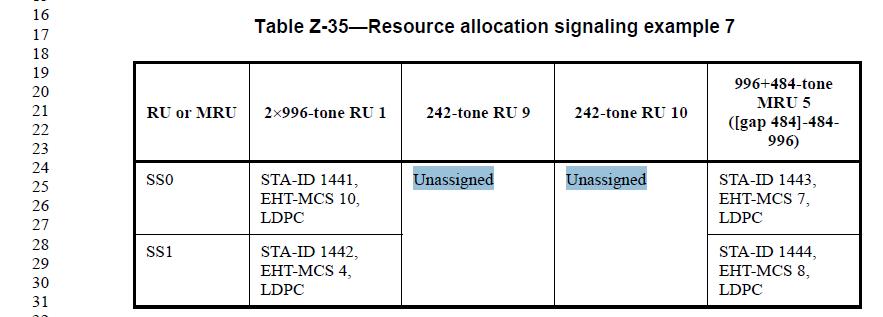 16
17
18
19
20
21
22
23
24
25
26
27
28
29
30
31
Table Z-35—Resource allocation signaling example 7
RU or MRU
2×996-tone RU 1
242-tone RU 9
242-tone RU 10
996+484-tone
MRU 5
([gap 484]-484-
996)
SS0
STA-ID 1441,
EHT-MCS 10,
LDPC
Unassigned
Unassigned
STA-ID 1443,
EHT-MCS 7,
LDPC
SS1
STA-ID 1442,
EHT-MCS 4,
LDPC
STA-ID 1444,
EHT-MCS 8,
LDPC